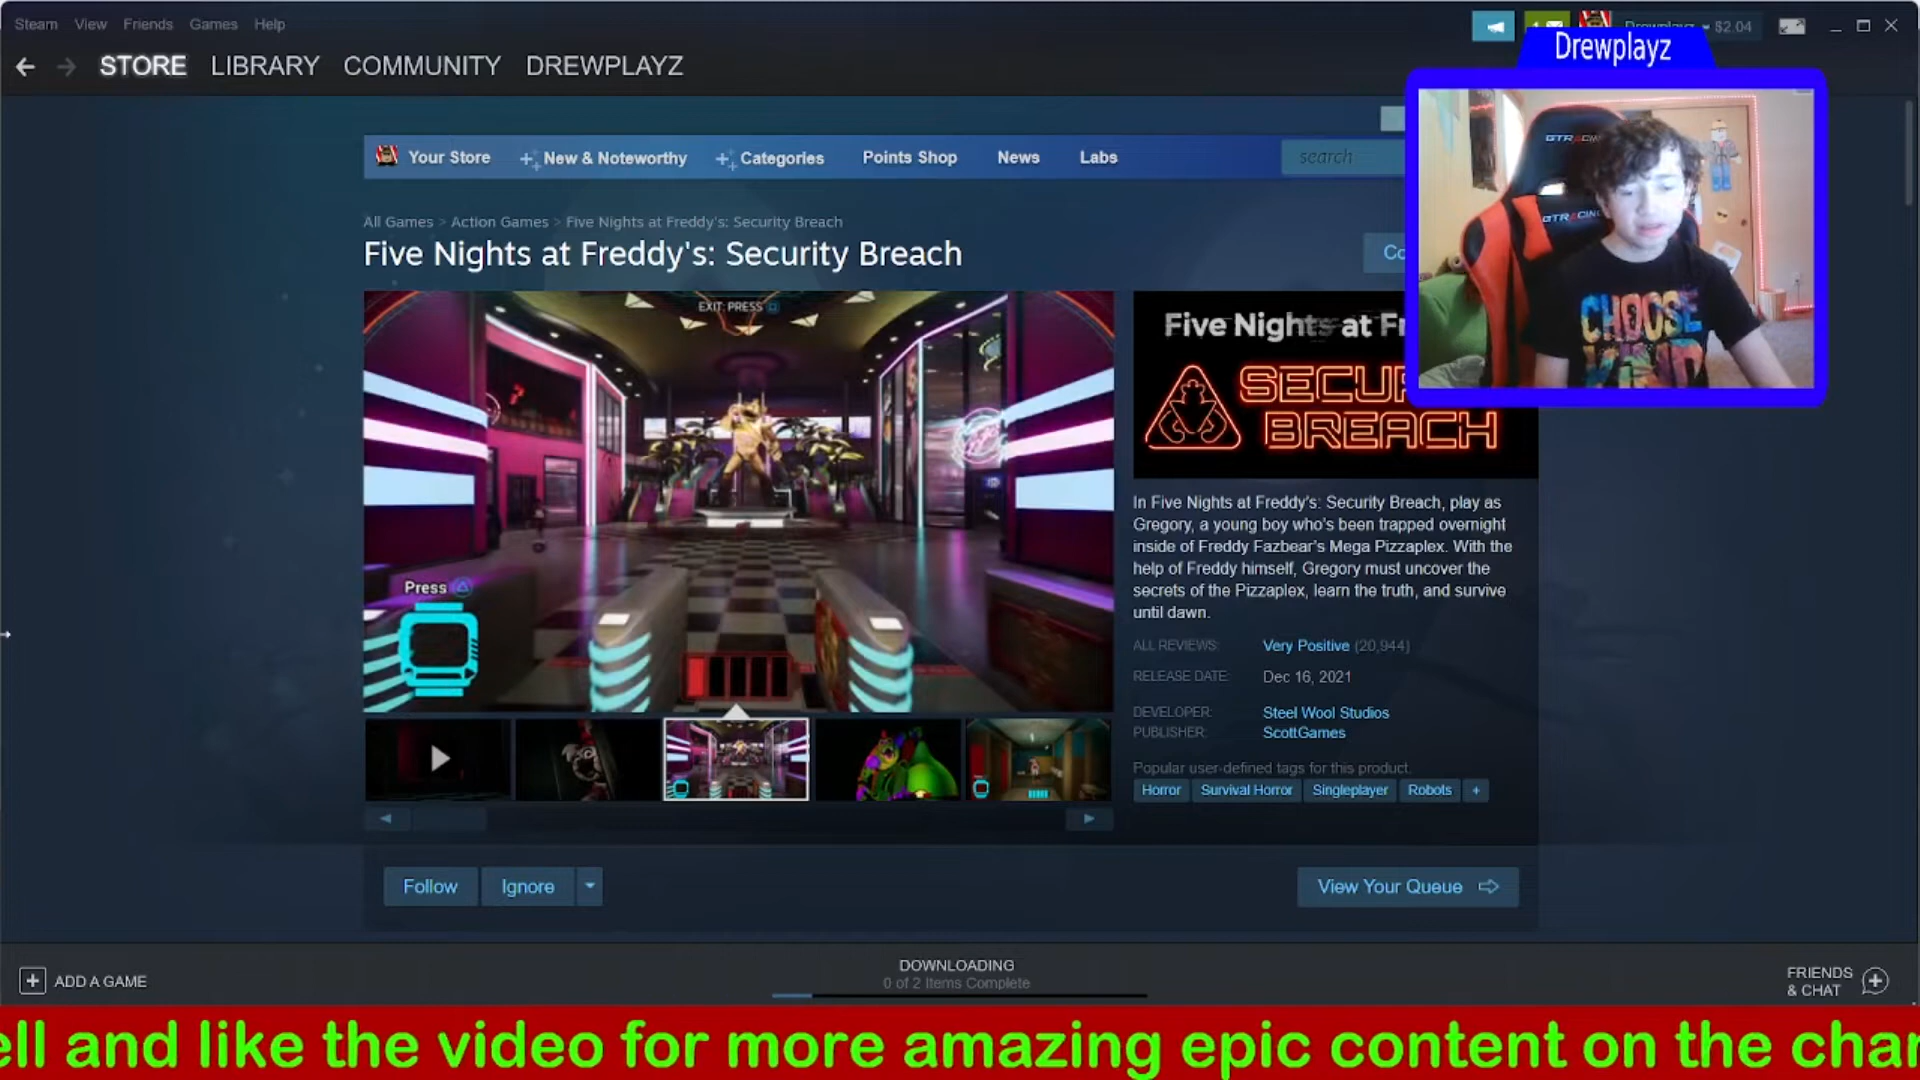 Steam View Friends Games Help
$2.04
Drewplayz
STORE LIBRARY COMMUNITY DREWPLAYZ
Your Store New & Noteworthy Categories Points Shop News Labs
search
All Games > Action Games > Five Nights at Freddy's: Security Breach
Five Nights at Freddy's: Security Breach
Co
GTRACIN
GTRACING
CHOOSE
EXIT: PRESS
Press
Five Nights at Fr
SECUR
BREACH
In Five Nights at Freddy's: Security Breach, play as
Gregory, a young boy who's been trapped overnight
inside of Freddy Fazbear's Mega Pizzaplex. With the
help of Freddy himself, Gregory must uncover the
secrets of the Pizzaplex, learn the truth, and survive
until dawn.
ALL REVIEWS: Very Positive (20,944)
RELEASE DATE: Dec 16, 2021
DEVELOPER: Steel Wool Studios
PUBLISHER: ScottGames
Popular user-defined tags for this product:
Horror Survival Horror Singleplayer Robots +
Follow Ignore
View Your Queue
ADD A GAME
DOWNLOADING
0 of 2 Items Complete
FRIENDS
& CHAT
ell and like the video for more amazing epic content on the chan